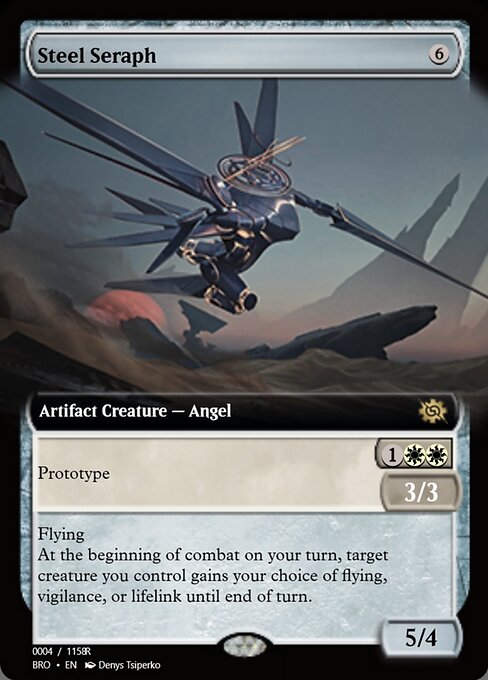 Steel Seraph 6
Artifact Creature — Angel
Prototype 1
3/3
Flying
At the beginning of combat on your turn, target
creature you control gains your choice of flying,
vigilance, or lifelink until end of turn.
5/4
0004 / 1158R
BRO • EN Denys Tsiperko